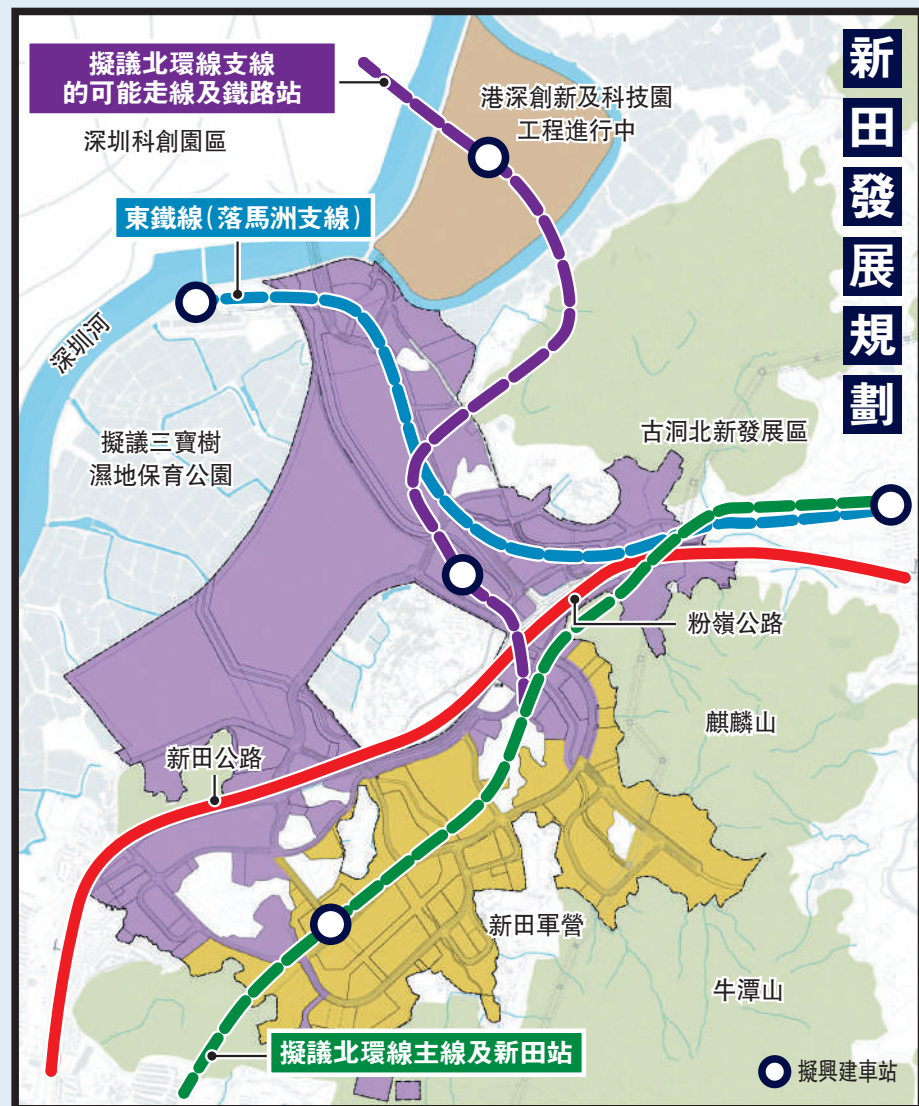 新田發展規劃
擬議北環線支線
的可能走線及鐵路站
港深創新及科技園
工程進行中
深圳科創園區
東鐵線(落馬洲支線)
深圳河
擬議三寶樹
濕地保育公園
古洞北新發展區
粉嶺公路
麒麟山
新田公路
新田軍營
牛潭山
擬議北環線主線及新田站
擬興建車站